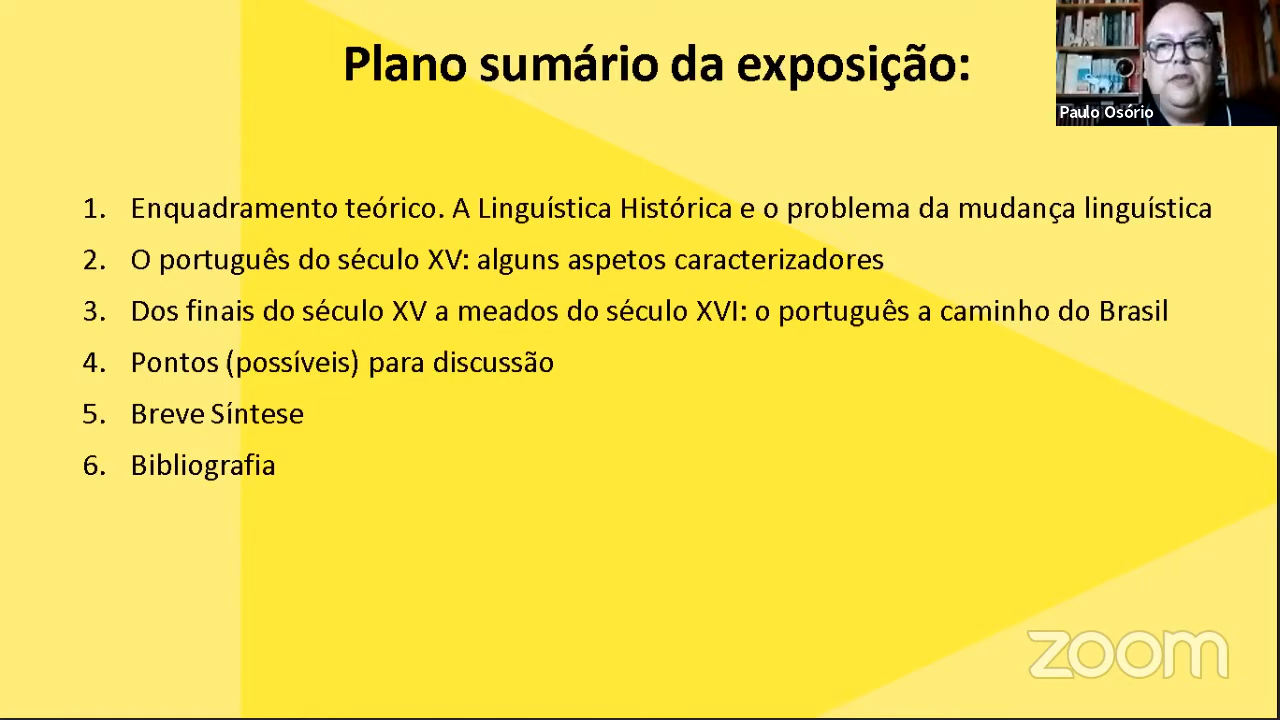 Plano sumário da exposição:
Paulo Osório
1. Enquadramento teórico. A Linguística Histórica e o problema da mudança linguística
2. O português do século XV: alguns aspetos caracterizadores
3. Dos finais do século XV a meados do século XVI: o português a caminho do Brasil
4. Pontos (possíveis) para discussão
5. Breve Síntese
6. Bibliografia
zoom